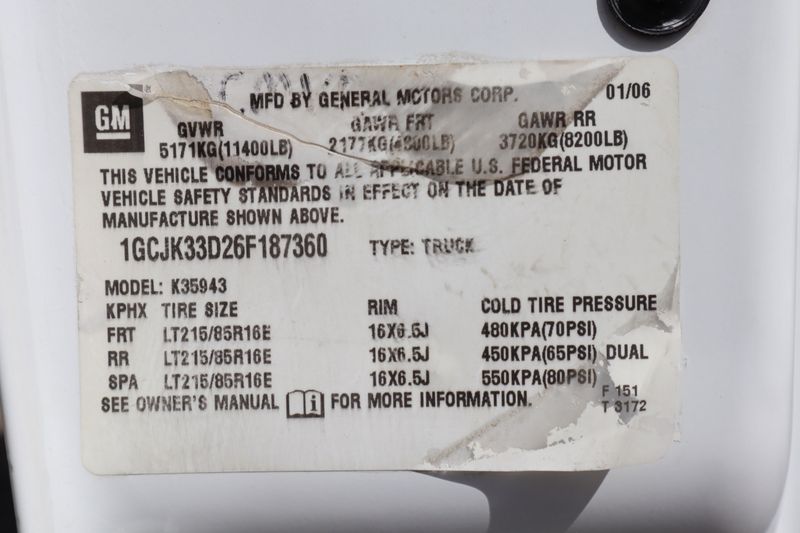 MFD BY GENERAL MOTORS CORP. 01/06
GM
GVWR GAWR FRT GAWR RR
5171KG(11400LB) 2177KG(4800LB) 3720KG(8200LB)
THIS VEHICLE CONFORMS TO ALL APPLICABLE U.S. FEDERAL MOTOR
VEHICLE SAFETY STANDARDS IN EFFECT ON THE DATE OF
MANUFACTURE SHOWN ABOVE.
1GCJK33D26F187360 TYPE: TRUCK
MODEL: K35943
KPHX TIRE SIZE RIM COLD TIRE PRESSURE
FRT LT215/85R16E 16X6.5J 480KPA(70PSI)
RR LT215/85R16E 16X6.5J 450KPA(65PSI) DUAL
SPA LT215/85R16E 16X6.5J 550KPA(80PSI)
SEE OWNER'S MANUAL i FOR MORE INFORMATION.
F 151
T 3172